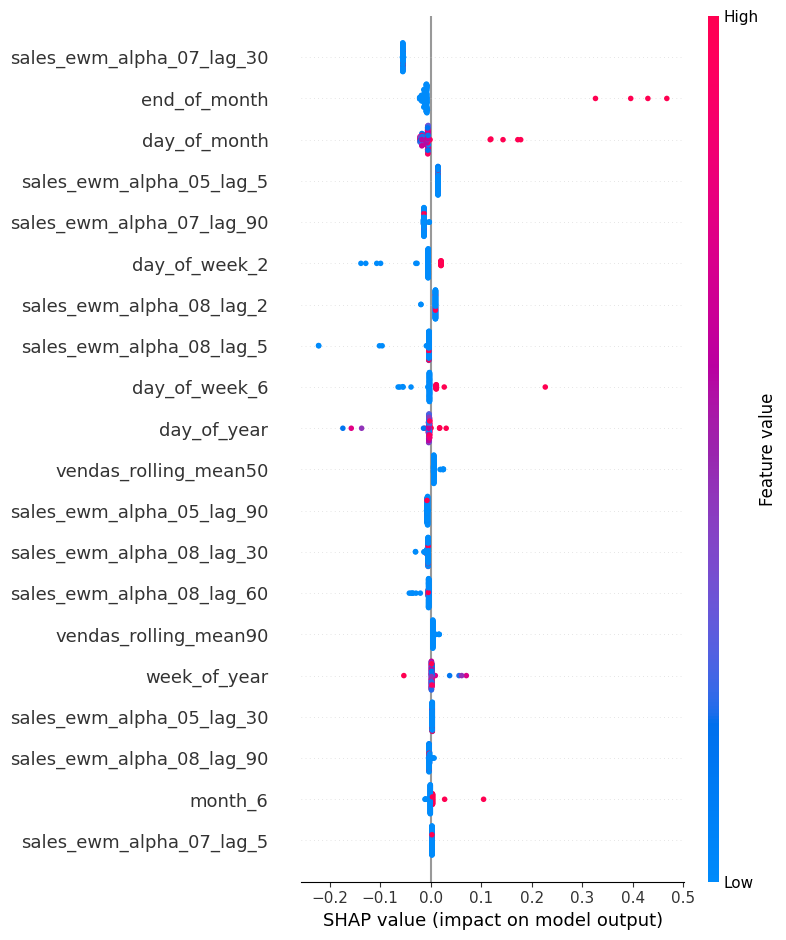 High
sales_ewm_alpha_07_lag_30
end_of_month
day_of_month
sales_ewm_alpha_05_lag_5
sales_ewm_alpha_07_lag_90
day_of_week_2
sales_ewm_alpha_08_lag_2
sales_ewm_alpha_08_lag_5
day_of_week_6
day_of_year
vendas_rolling_mean50
sales_ewm_alpha_05_lag_90
sales_ewm_alpha_08_lag_30
sales_ewm_alpha_08_lag_60
vendas_rolling_mean90
week_of_year
sales_ewm_alpha_05_lag_30
sales_ewm_alpha_08_lag_90
month_6
sales_ewm_alpha_07_lag_5
Feature value
Low
−0.2 −0.1 0.0 0.1 0.2 0.3 0.4 0.5
SHAP value (impact on model output)